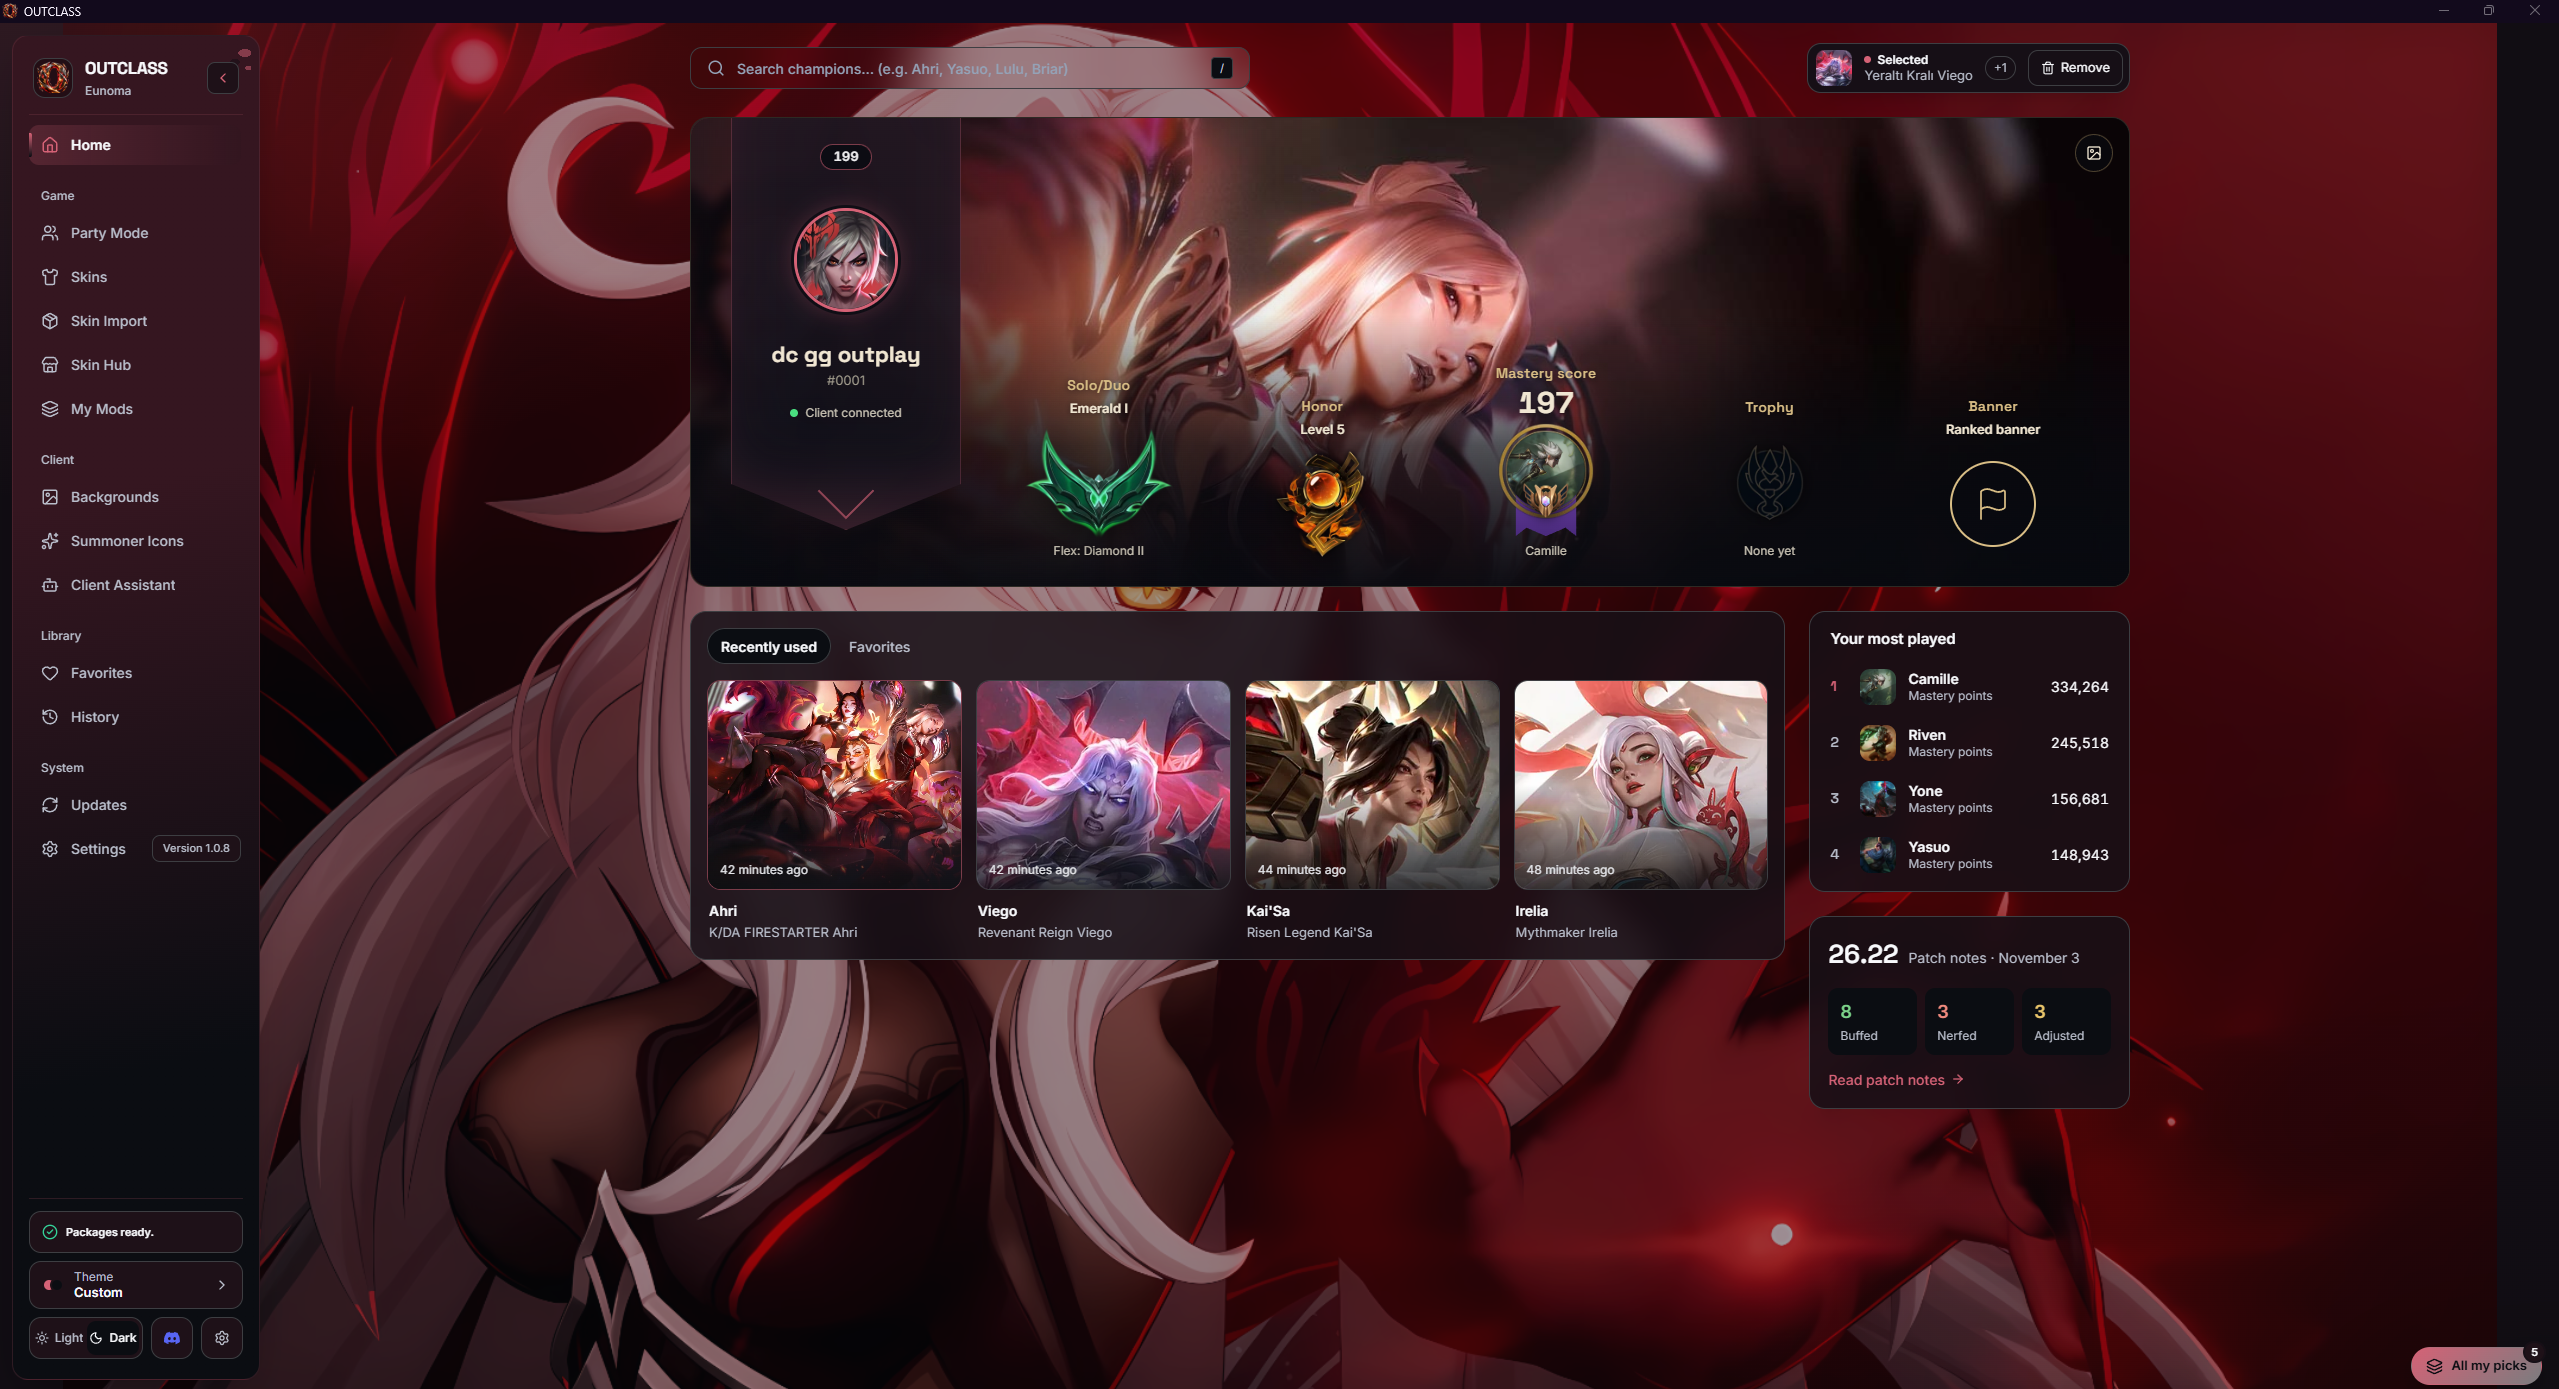 OUTCLASS
OUTCLASS
Eunoma
Home
Game
Party Mode
Skins
Skin Import
Skin Hub
My Mods
Client
Backgrounds
Summoner Icons
Client Assistant
Library
Favorites
History
System
Updates
Settings
Version 1.0.8
Packages ready.
Theme
Custom
Light
Dark
Search champions... (e.g. Ahri, Yasuo, Lulu, Briar)
/
Selected
Yeraltı Kralı Viego
+1
Remove
199
dc gg outplay
#0001
Client connected
Solo/Duo
Emerald I
Flex: Diamond II
Honor
Level 5
Mastery score
197
Camille
Trophy
None yet
Banner
Ranked banner
Recently used
Favorites
42 minutes ago
Ahri
K/DA FIRESTARTER Ahri
42 minutes ago
Viego
Revenant Reign Viego
44 minutes ago
Kai'Sa
Risen Legend Kai'Sa
48 minutes ago
Irelia
Mythmaker Irelia
Your most played
1
Camille
Mastery points
334,264
2
Riven
Mastery points
245,518
3
Yone
Mastery points
156,681
4
Yasuo
Mastery points
148,943
26.22 Patch notes · November 3
8
Buffed
3
Nerfed
3
Adjusted
Read patch notes →
All my picks
5